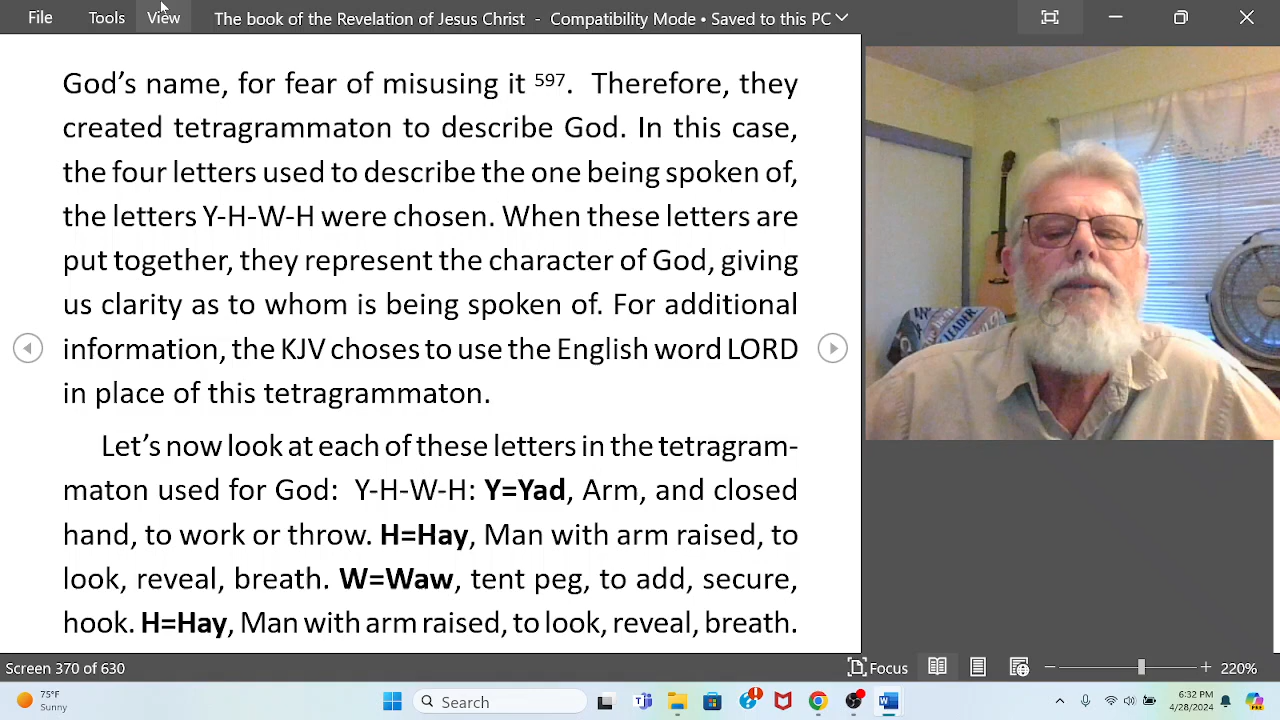 File Tools View The book of the Revelation of Jesus Christ - Compatibility Mode • Saved to this PC
God's name, for fear of misusing it 597. Therefore, they
created tetragrammaton to describe God. In this case,
the four letters used to describe the one being spoken of,
the letters Y-H-W-H were chosen. When these letters are
put together, they represent the character of God, giving
us clarity as to whom is being spoken of. For additional
information, the KJV choses to use the English word LORD
in place of this tetragrammaton.
Let's now look at each of these letters in the tetragram-
maton used for God: Y-H-W-H: Y=Yad, Arm, and closed
hand, to work or throw. H=Hay, Man with arm raised, to
look, reveal, breath. W=Waw, tent peg, to add, secure,
hook. H=Hay, Man with arm raised, to look, reveal, breath.
LEADER
Screen 370 of 630 Focus 220%
75°F
Sunny
Search
6:32 PM
4/28/2024